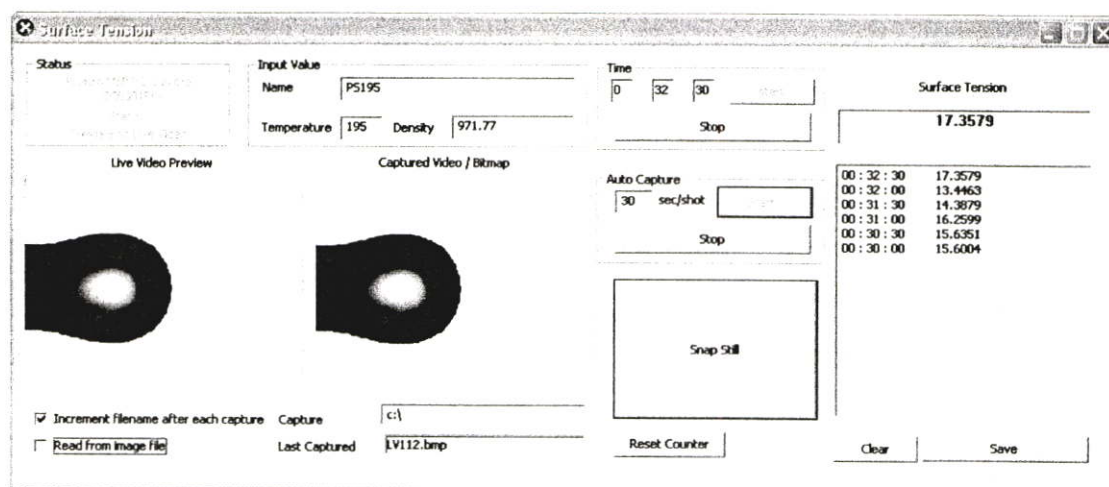 Surface Tension
Status
Input Value
Name PS195
Temperature 195 Density 971.77
Time
0 32 30
Stop
Surface Tension
17.3579
Live Video Preview
Captured Video / Bitmap
Auto Capture
30 sec/shot
Stop
00 : 32 : 30 17.3579
00 : 32 : 00 13.4463
00 : 31 : 30 14.3879
00 : 31 : 00 16.2599
00 : 30 : 30 15.6351
00 : 30 : 00 15.6004
Snap Still
Increment filename after each capture
Capture c:\
Read from image file
Last Captured LV112.bmp
Reset Counter
Clear
Save